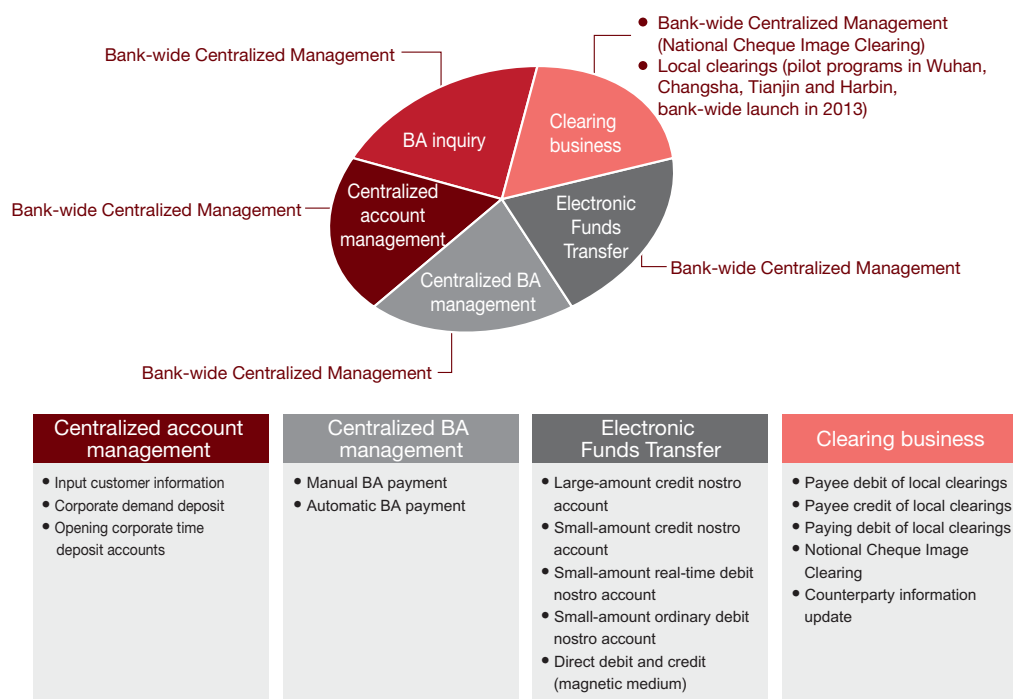 ● Bank-wide Centralized Management
(National Cheque Image Clearing)
● Local clearings (pilot programs in Wuhan,
Changsha, Tianjin and Harbin,
bank-wide launch in 2013)
Bank-wide Centralized Management
BA inquiry
Clearing
business
Bank-wide Centralized Management
Centralized
account
management
Electronic
Funds
Transfer
Bank-wide Centralized Management
Centralized BA
management
Bank-wide Centralized Management
Centralized account
management
● Input customer information
● Corporate demand deposit
● Opening corporate time
deposit accounts
Centralized BA
management
● Manual BA payment
● Automatic BA payment
Electronic
Funds Transfer
● Large-amount credit nostro
account
● Small-amount credit nostro
account
● Small-amount real-time debit
nostro account
● Small-amount ordinary debit
nostro account
● Direct debit and credit
(magnetic medium)
Clearing business
● Payee debit of local clearings
● Payee credit of local clearings
● Paying debit of local clearings
● Notional Cheque Image
Clearing
● Counterparty information
update